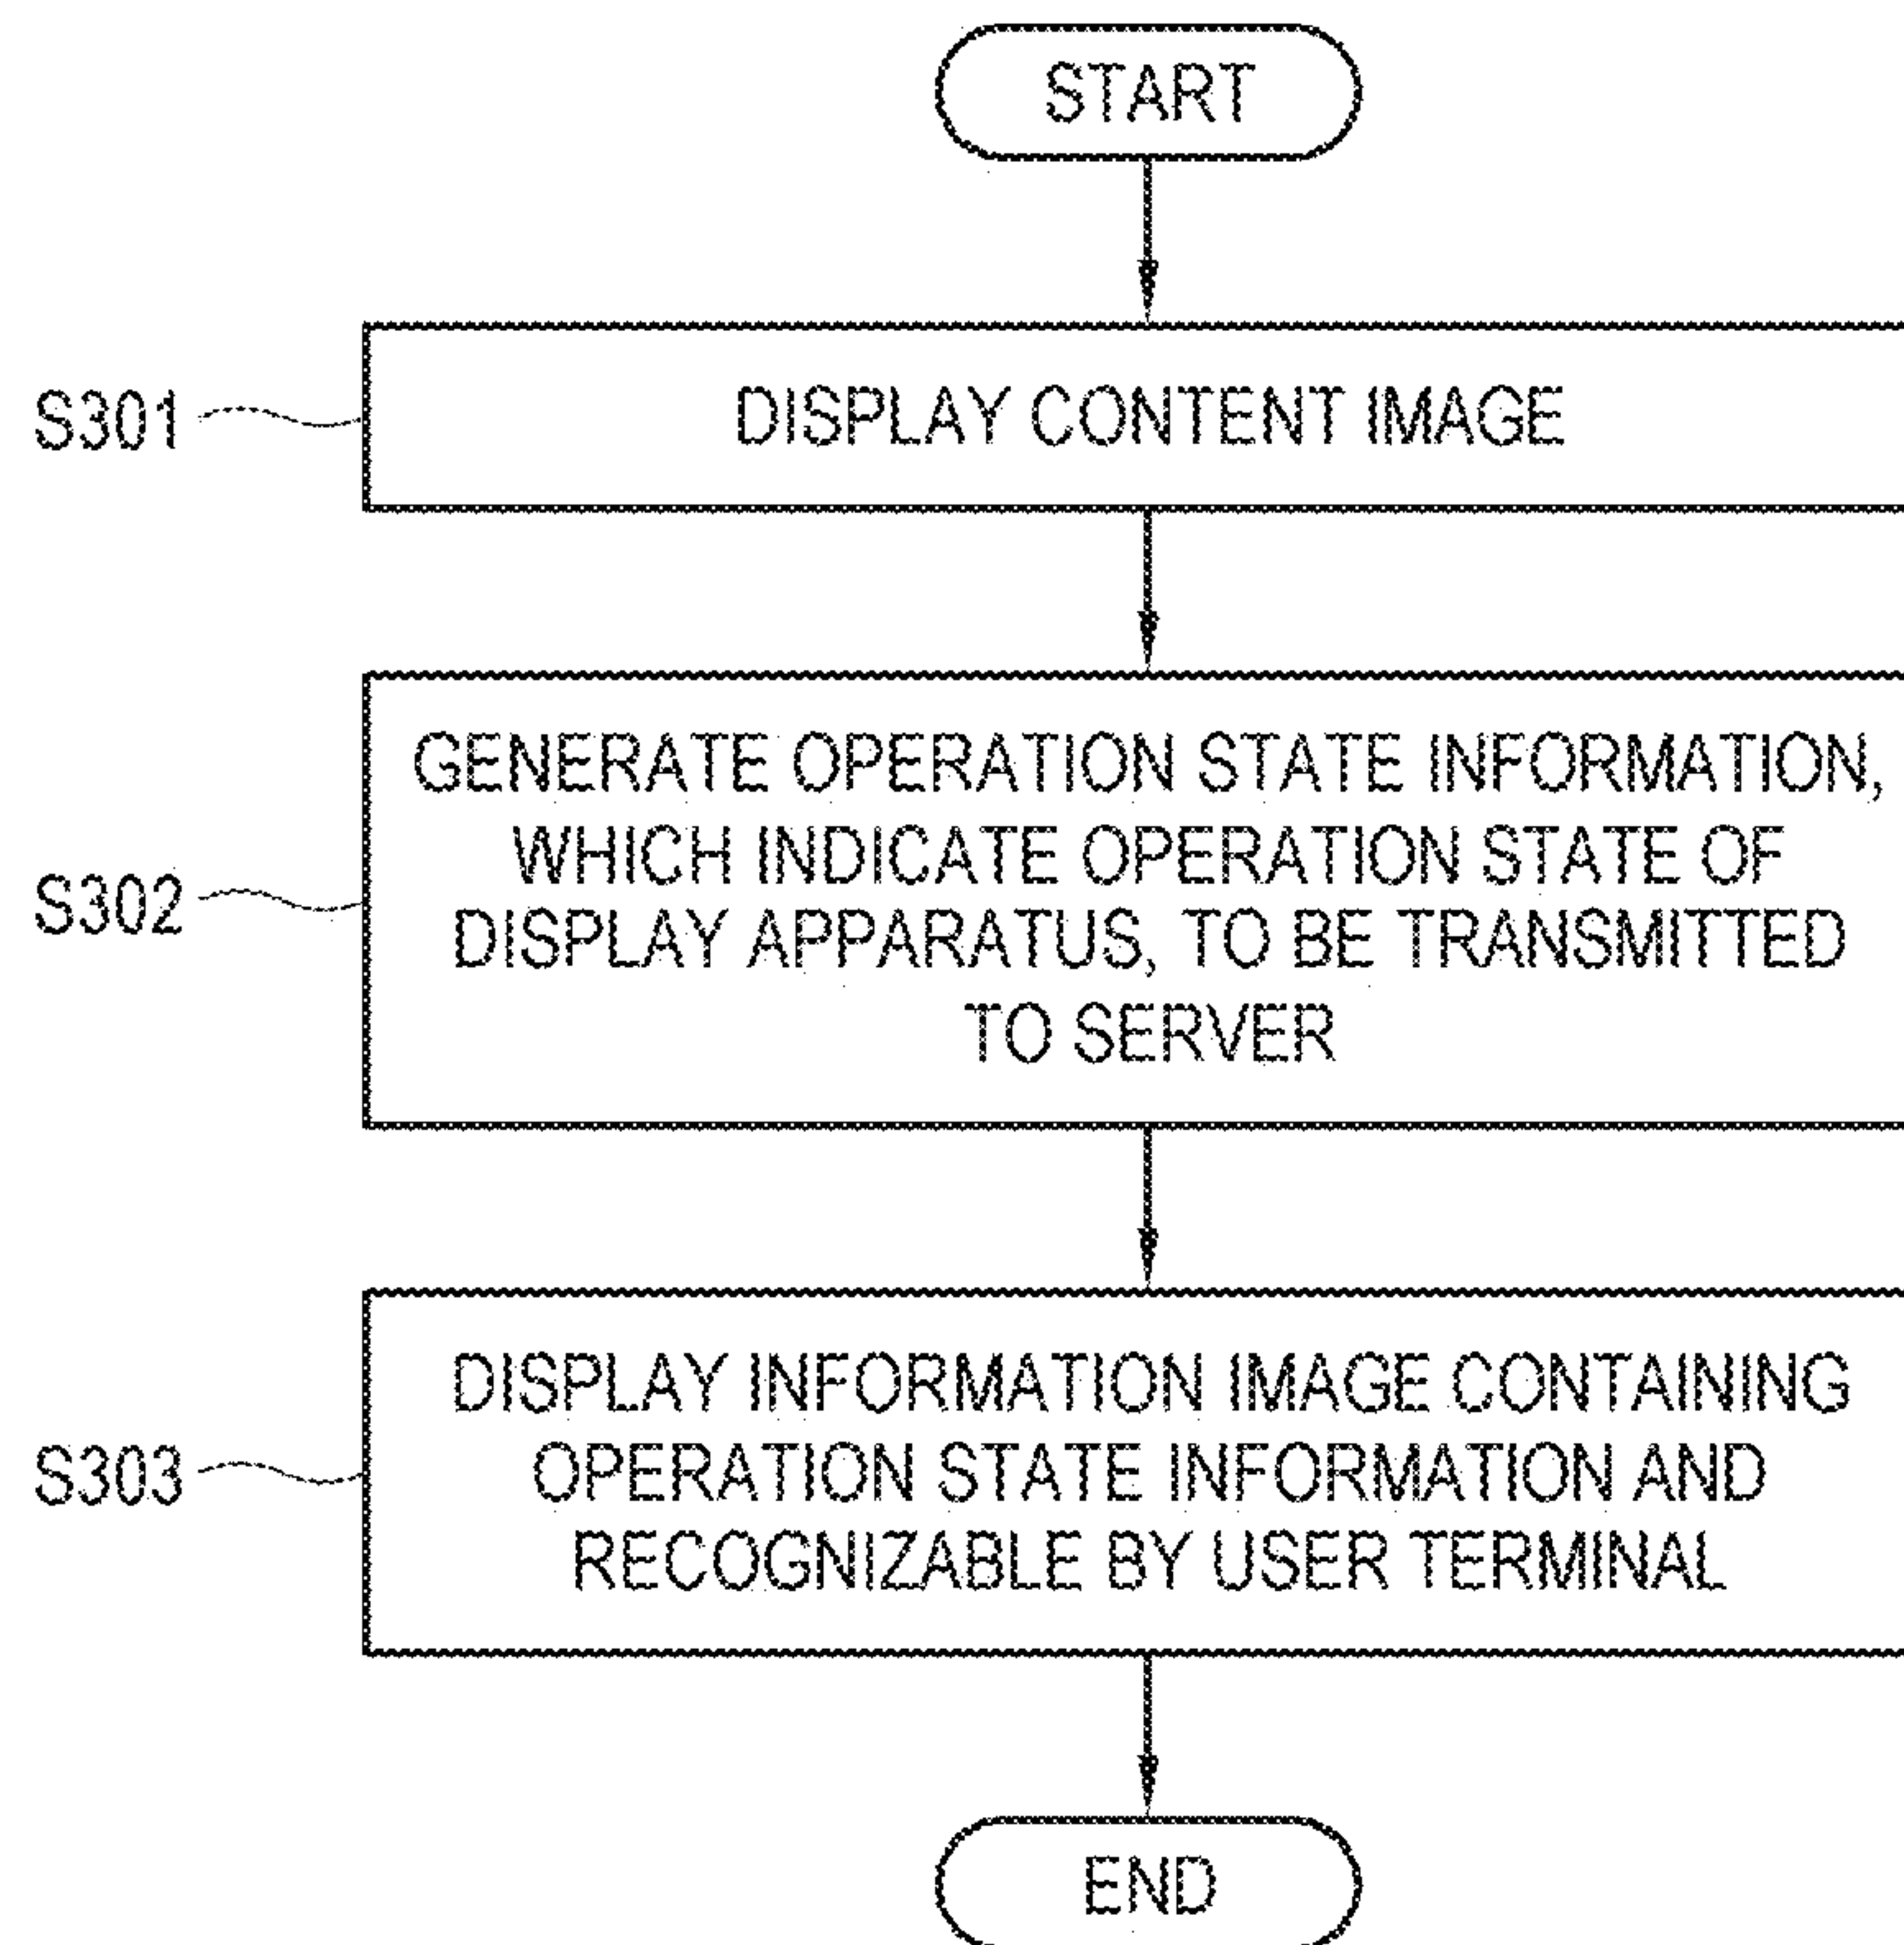 START
S301
DISPLAY CONTENT IMAGE
S302
GENERATE OPERATION STATE INFORMATION,
WHICH INDICATE OPERATION STATE OF
DISPLAY APPARATUS, TO BE TRANSMITTED
TO SERVER
S303
DISPLAY INFORMATION IMAGE CONTAINING
OPERATION STATE INFORMATION AND
RECOGNIZABLE BY USER TERMINAL
END